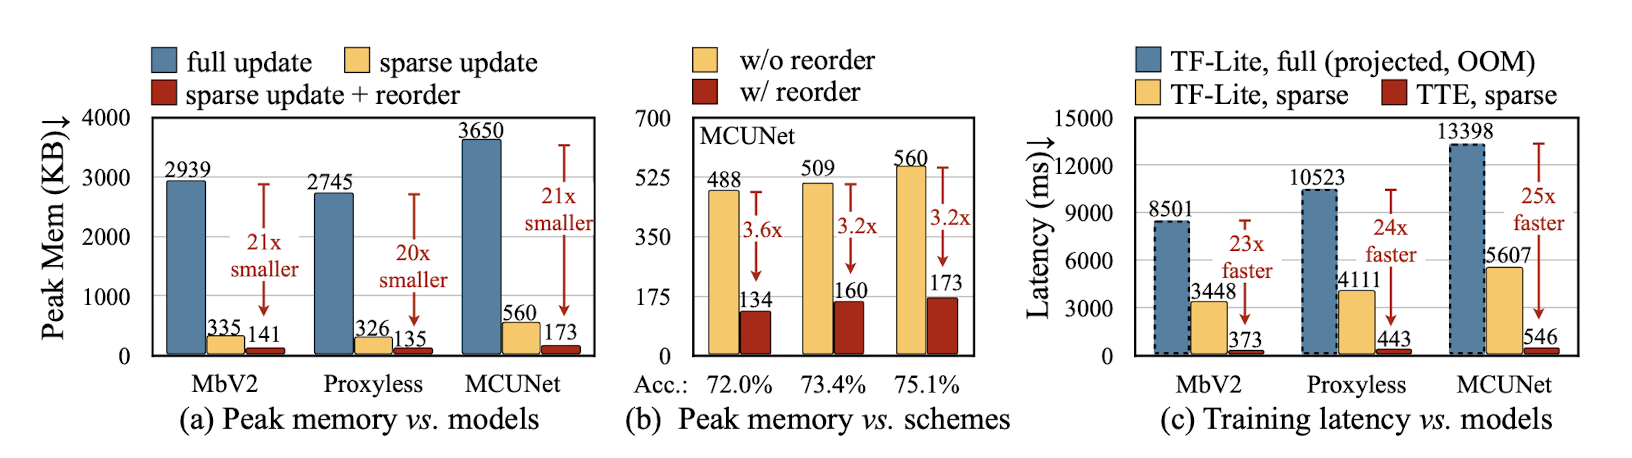 full update
sparse update
sparse update + reorder
Peak Mem (KB)↓
4000
3000
2000
1000
0
2939
335
141
21x
smaller
2745
326
135
20x
smaller
3650
560
173
21x
smaller
MbV2
Proxyless
MCUNet
(a) Peak memory vs. models
w/o reorder
w/ reorder
700
525
350
175
0
MCUNet
488
134
3.6x
509
160
3.2x
560
173
3.2x
Acc.: 72.0% 73.4% 75.1%
(b) Peak memory vs. schemes
TF-Lite, full (projected, OOM)
TF-Lite, sparse
TTE, sparse
Latency (ms)↓
15000
12000
9000
6000
3000
0
8501
3448
373
23x
faster
10523
4111
443
24x
faster
13398
5607
546
25x
faster
MbV2
Proxyless
MCUNet
(c) Training latency vs. models